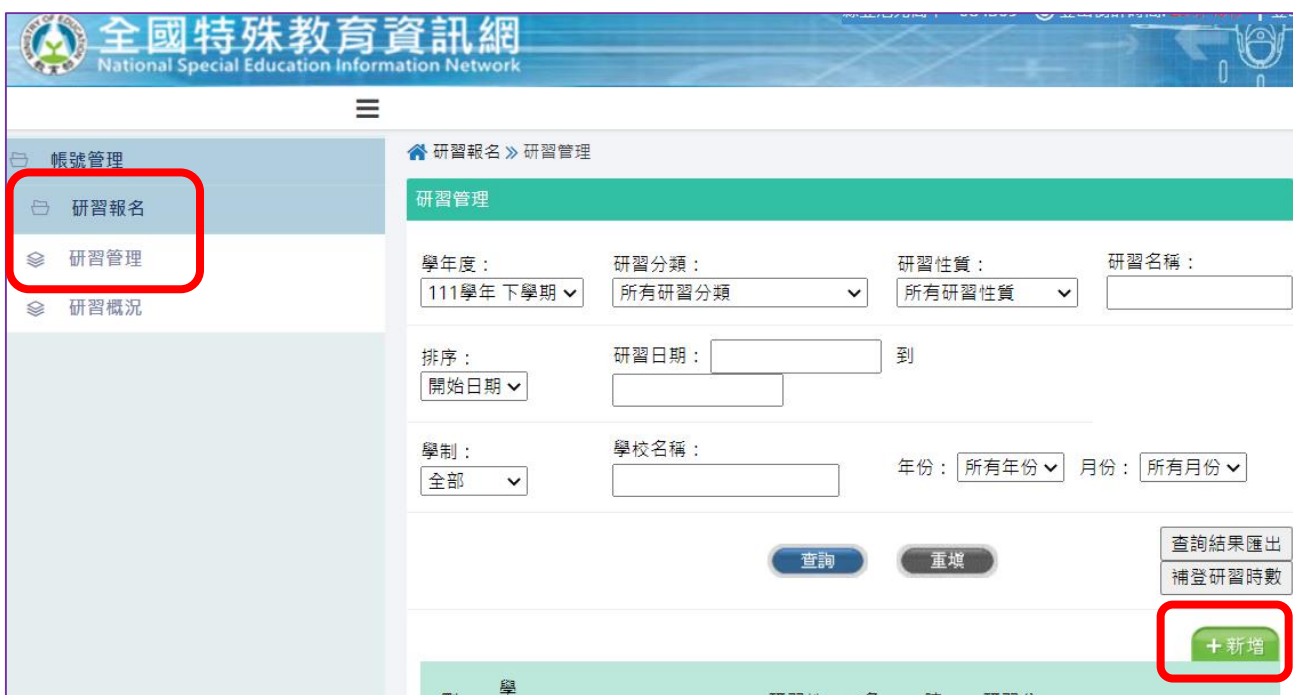 全國特殊教育資訊網
National Special Education Information Network
帳號管理
研習報名
研習管理
研習概況
研習報名 » 研習管理
研習管理
學年度： 研習分類： 研習性質： 研習名稱：
111學年 下學期 所有研習分類 所有研習性質
排序： 研習日期： 到
開始日期
學制： 學校名稱：
全部 年份： 所有年份 月份： 所有月份
查詢 重填 查詢結果匯出
補登研習時數
+新增
學